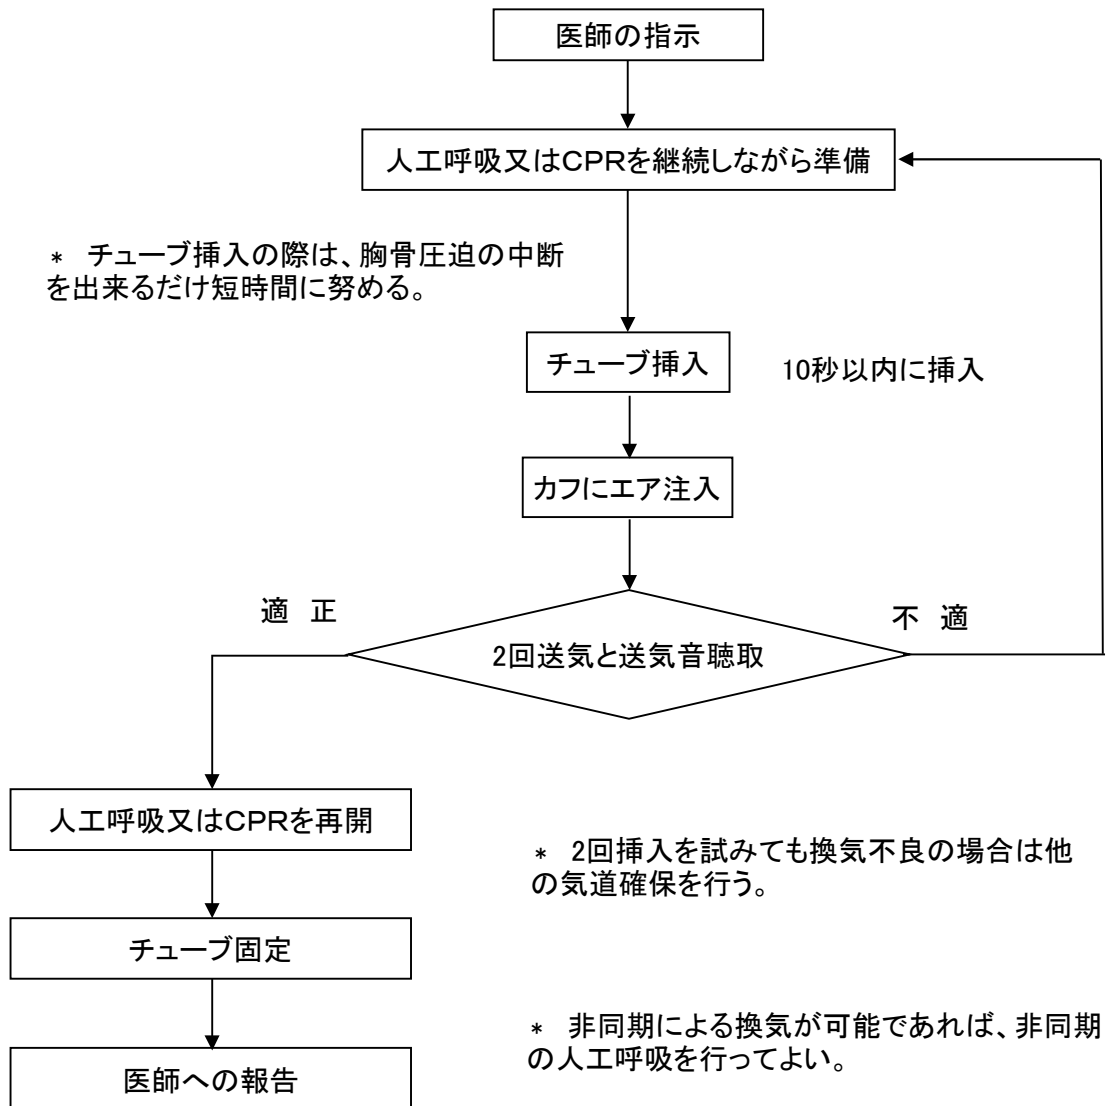 医師の指示
人工呼吸又はCPRを継続しながら準備
* チューブ挿入の際は、胸骨圧迫の中断
を出来るだけ短時間に努める。
チューブ挿入
10秒以内に挿入
カフにエア注入
適 正
不 適
2回送気と送気音聴取
人工呼吸又はCPRを再開
* 2回挿入を試みても換気不良の場合は他
の気道確保を行う。
チューブ固定
* 非同期による換気が可能であれば、非同期
の人工呼吸を行ってよい。
医師への報告